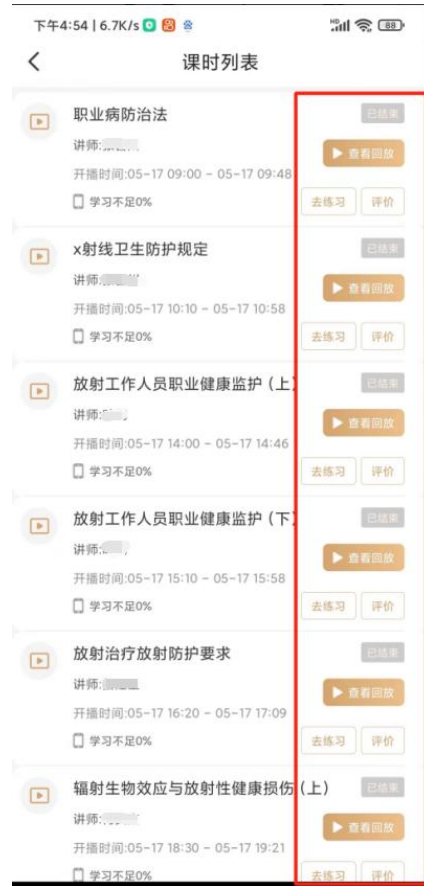 下午4:54 | 6.7K/s
88
课时列表
职业病防治法
已结束
讲师:
查看回放
开播时间:05-17 09:00 - 05-17 09:48
学习不足0%
去练习
评价
x射线卫生防护规定
已结束
讲师:
查看回放
开播时间:05-17 10:10 - 05-17 10:58
学习不足0%
去练习
评价
放射工作人员职业健康监护（上）
已结束
讲师:
查看回放
开播时间:05-17 14:00 - 05-17 14:46
学习不足0%
去练习
评价
放射工作人员职业健康监护（下）
已结束
讲师:
查看回放
开播时间:05-17 15:10 - 05-17 15:58
学习不足0%
去练习
评价
放射治疗放射防护要求
已结束
讲师:
查看回放
开播时间:05-17 16:20 - 05-17 17:09
学习不足0%
去练习
评价
辐射生物效应与放射性健康损伤（上）
已结束
讲师:
查看回放
开播时间:05-17 18:30 - 05-17 19:21
学习不足0%
去练习
评价